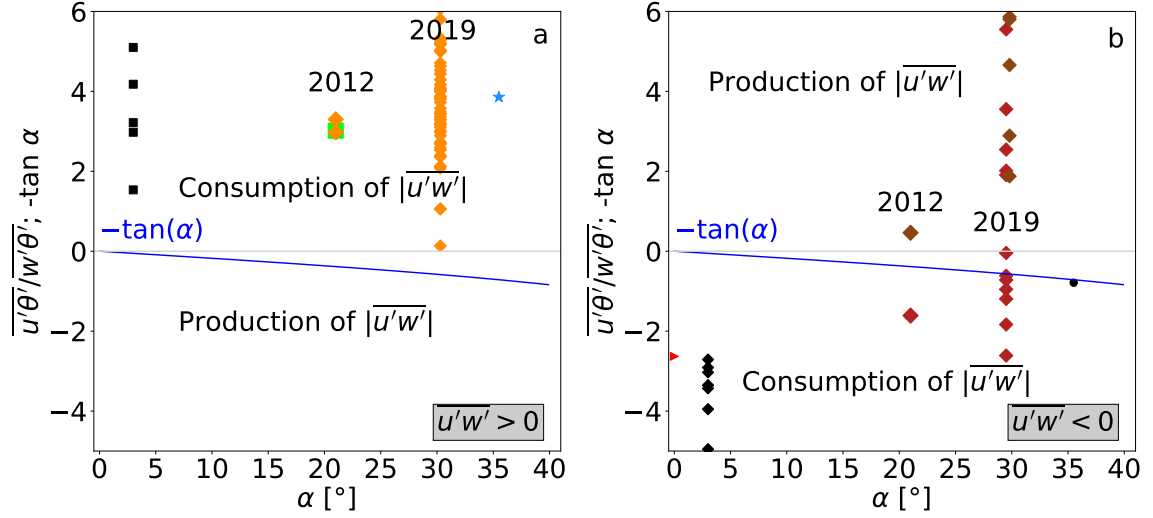 a
2019
2012
Consumption of |u′w′|
−tan(α)
Production of |u′w′|
u′w′ > 0
6
4
2
0
−2
−4
u′θ′/w′θ′; -tan α
0 5 10 15 20 25 30 35 40
α [°]
b
Production of |u′w′|
2012
2019
−tan(α)
Consumption of |u′w′|
u′w′ < 0
6
4
2
0
−2
−4
u′θ′/w′θ′; -tan α
0 5 10 15 20 25 30 35 40
α [°]